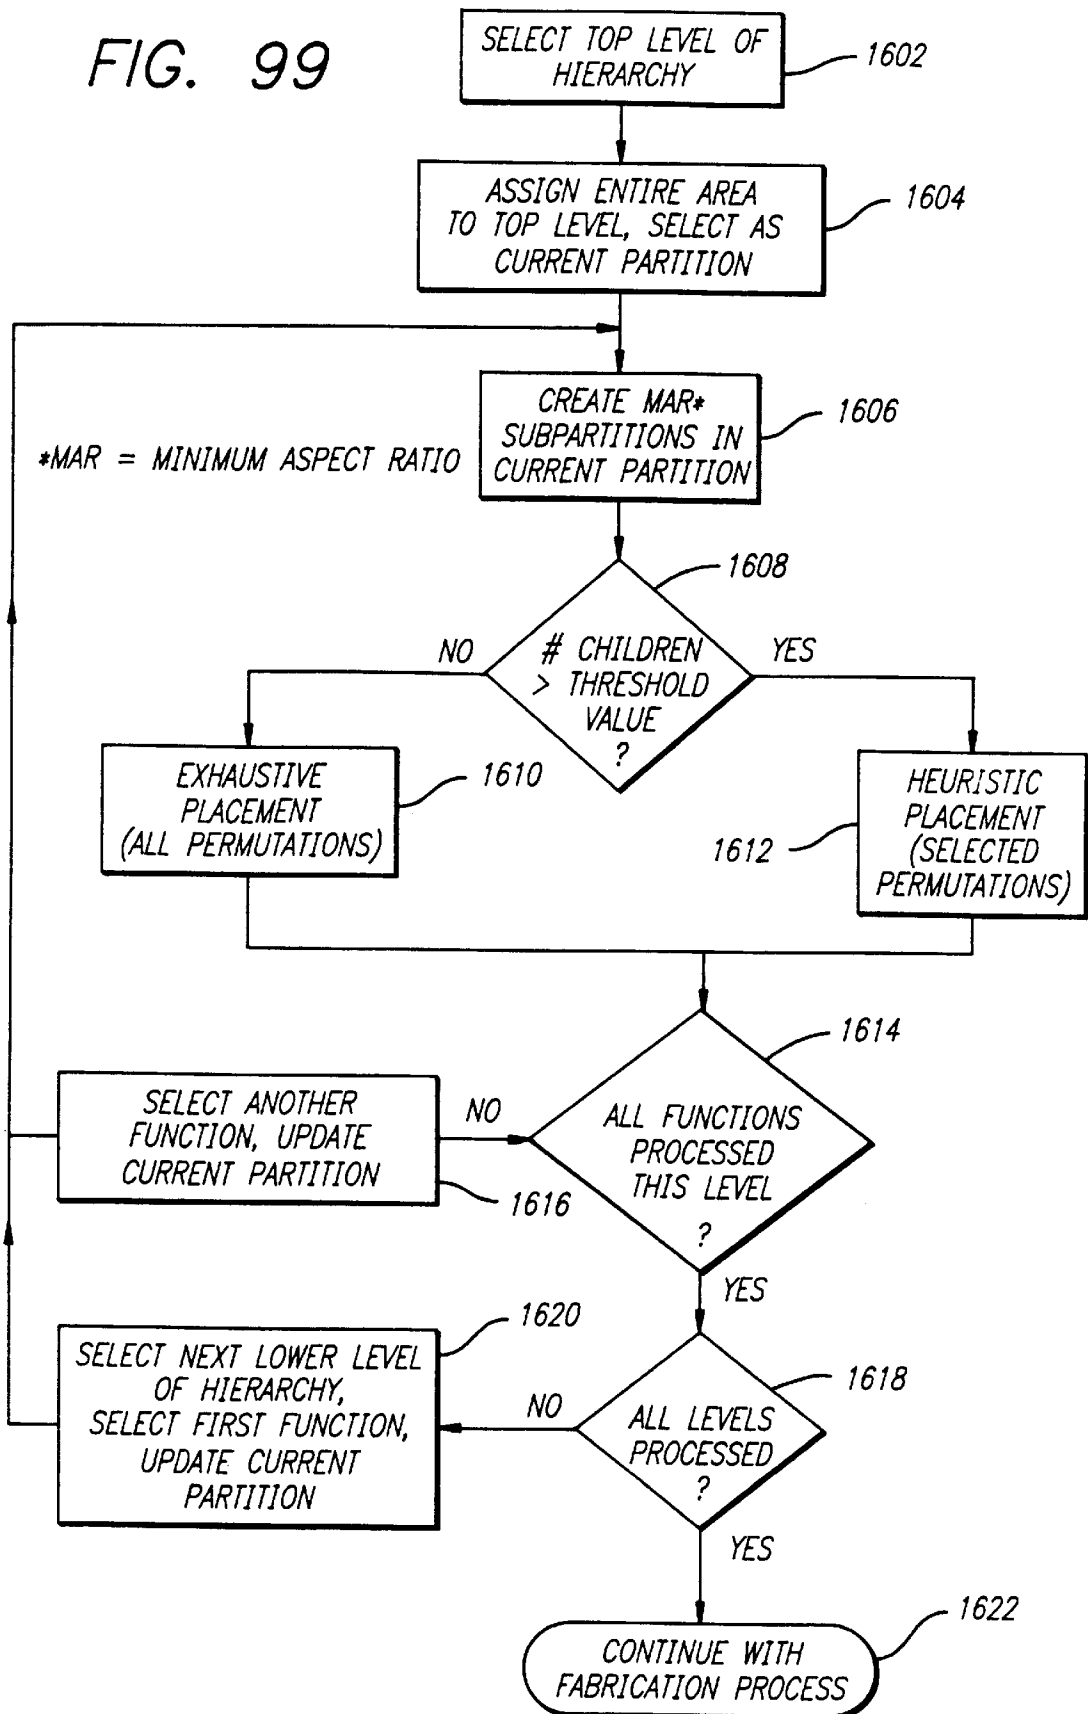 FIG. 99
SELECT TOP LEVEL OF
HIERARCHY
1602
ASSIGN ENTIRE AREA
TO TOP LEVEL, SELECT AS
CURRENT PARTITION
1604
CREATE MAR*
SUBPARTITIONS IN
CURRENT PARTITION
1606
*MAR = MINIMUM ASPECT RATIO
1608
# CHILDREN
> THRESHOLD
VALUE
?
NO
YES
EXHAUSTIVE
PLACEMENT
(ALL PERMUTATIONS)
1610
HEURISTIC
PLACEMENT
(SELECTED
PERMUTATIONS)
1612
1614
ALL FUNCTIONS
PROCESSED
THIS LEVEL
?
NO
SELECT ANOTHER
FUNCTION, UPDATE
CURRENT PARTITION
1616
YES
1618
ALL LEVELS
PROCESSED
?
NO
1620
SELECT NEXT LOWER LEVEL
OF HIERARCHY,
SELECT FIRST FUNCTION,
UPDATE CURRENT
PARTITION
YES
1622
CONTINUE WITH
FABRICATION PROCESS